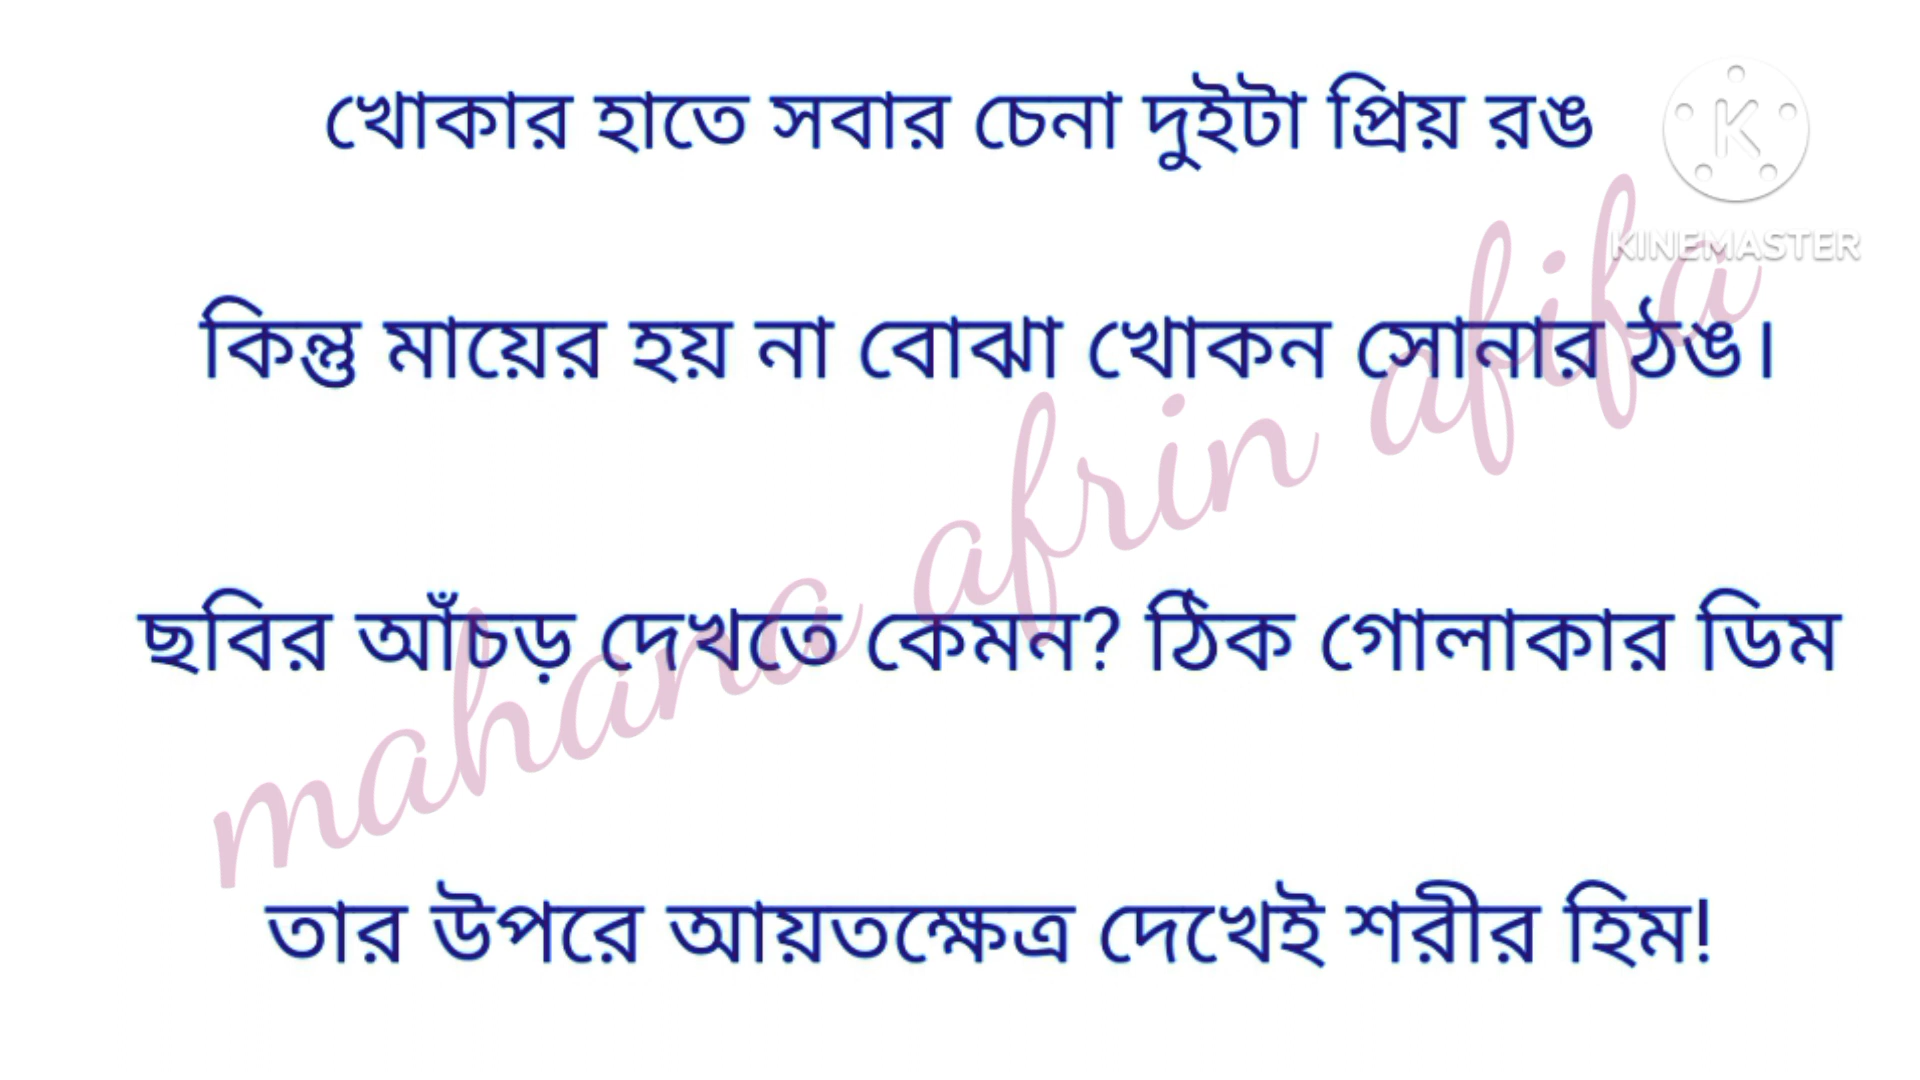 খোকার হাতে সবার চেনা দুইটা প্রিয় রঙ
KINEMASTER
কিন্তু মায়ের হয় না বোঝা খোকন সোনার ঠঙ।
ছবির আঁচড় দেখতে কেমন? ঠিক গোলাকার ডিম
তার উপরে আয়তক্ষেত্র দেখেই শরীর হিম!
mahana afrin afifa